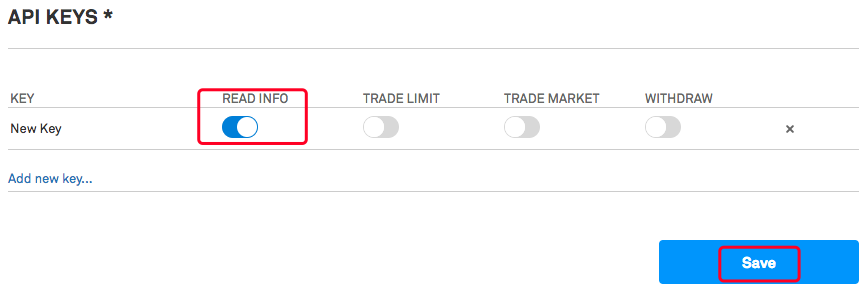 API KEYS *
KEY READ INFO TRADE LIMIT TRADE MARKET WITHDRAW
New Key ×
Add new key...
Save